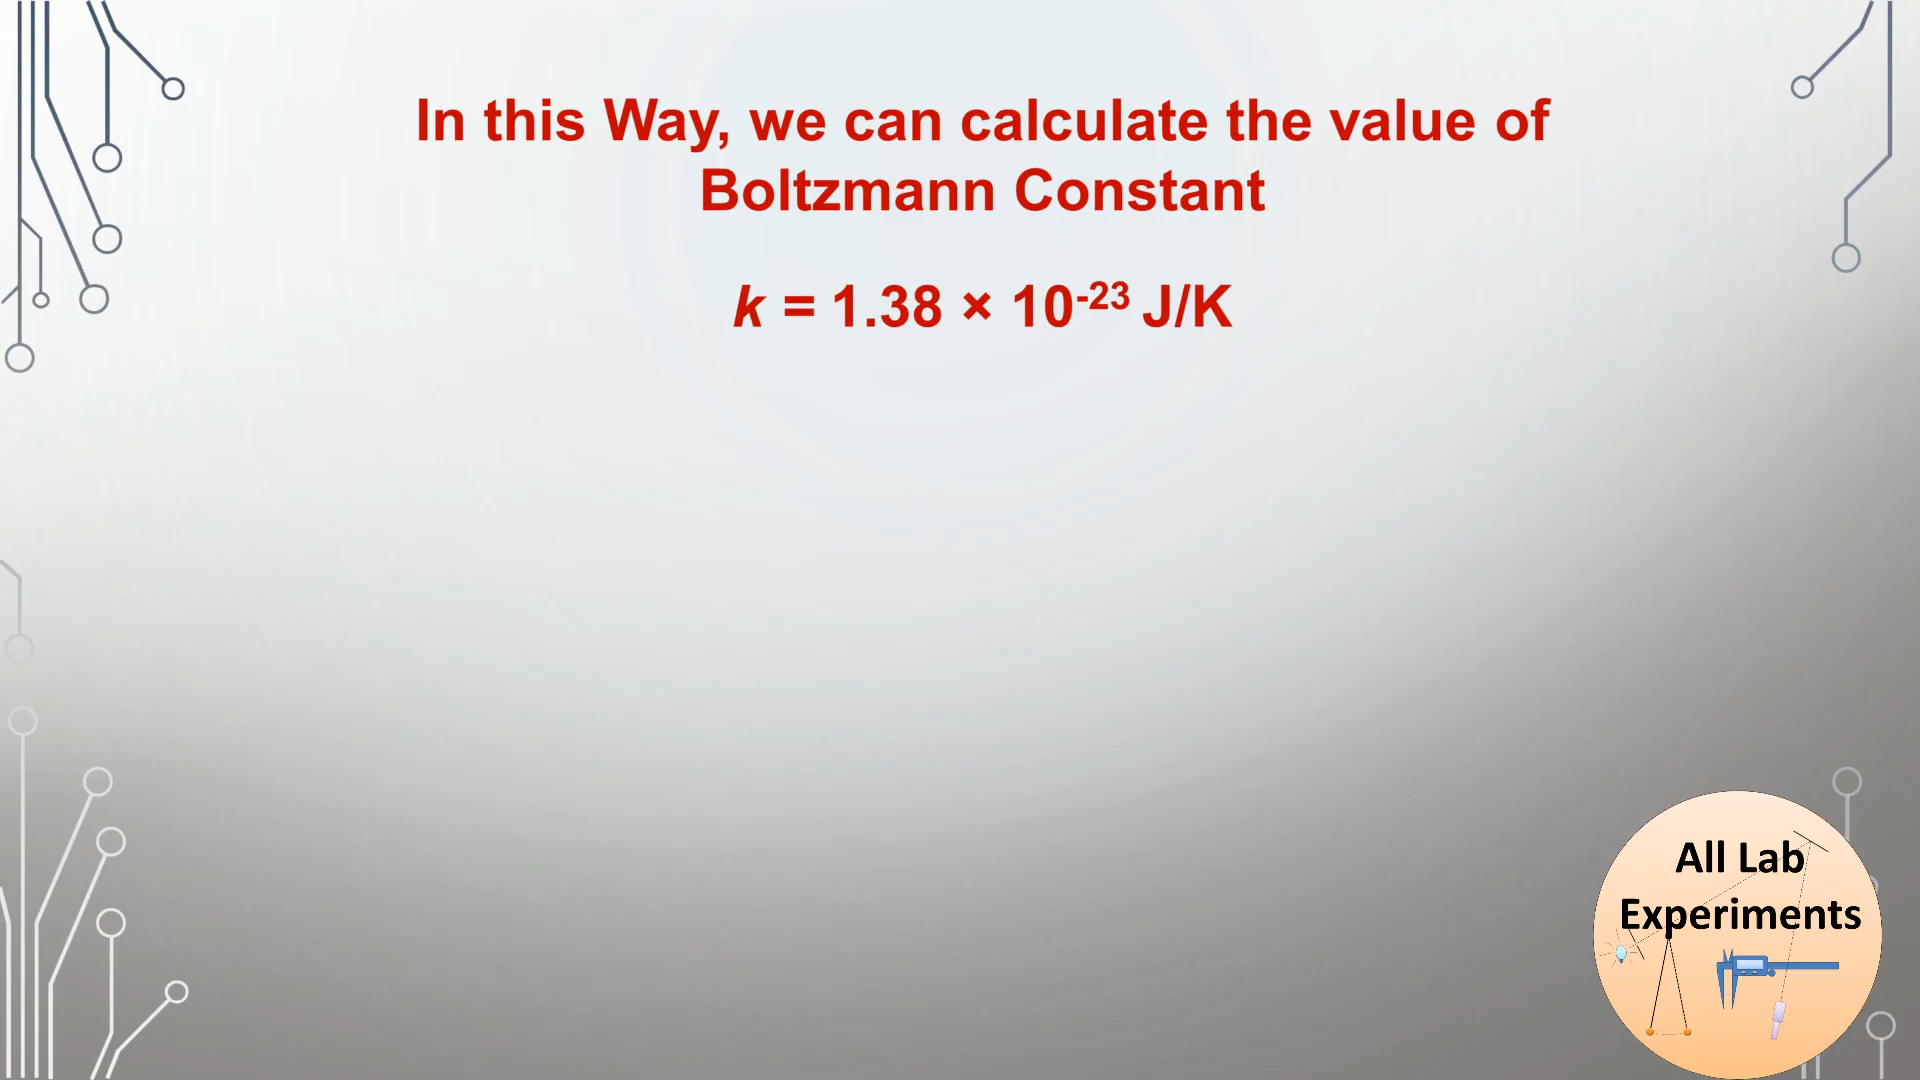 In this Way, we can calculate the value of
Boltzmann Constant
k = 1.38 × 10⁻²³ J/K
All Lab
Experiments